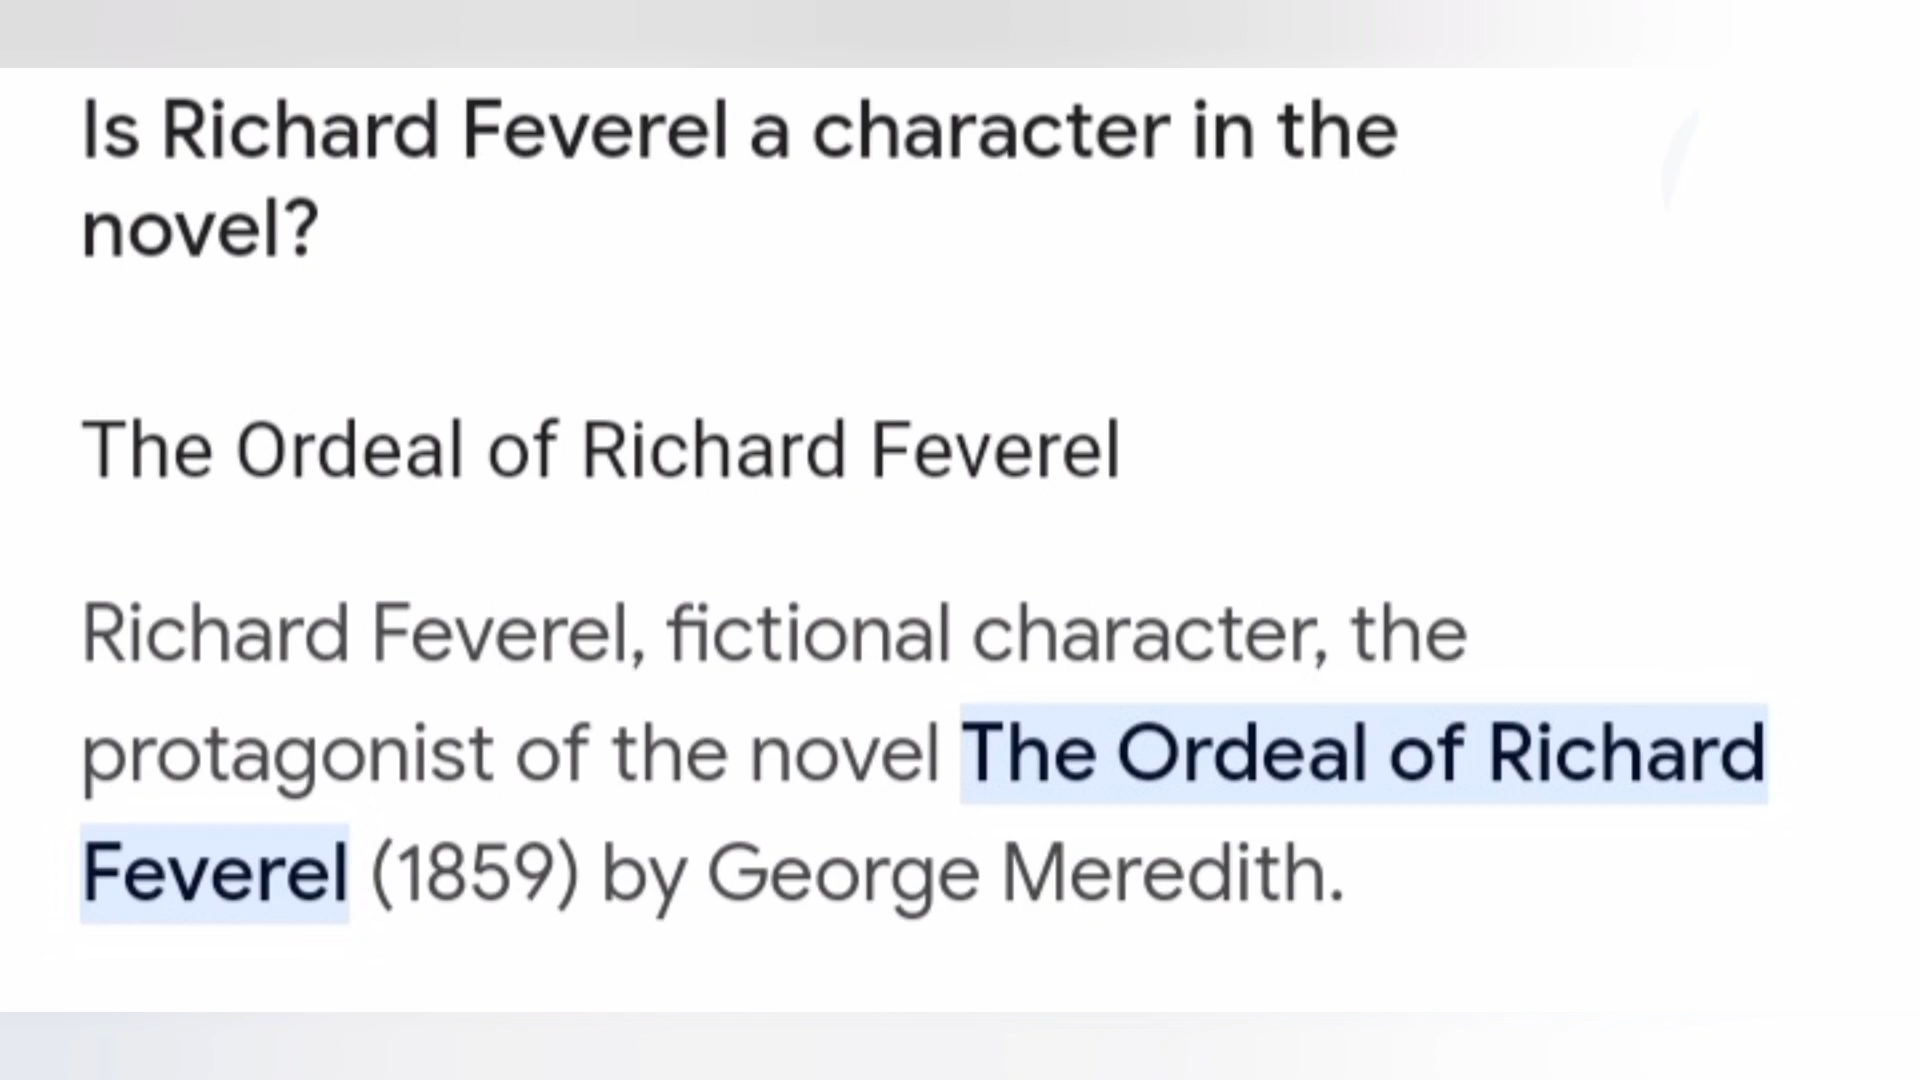 Is Richard Feverel a character in the
novel?
The Ordeal of Richard Feverel
Richard Feverel, fictional character, the
protagonist of the novel The Ordeal of Richard
Feverel (1859) by George Meredith.